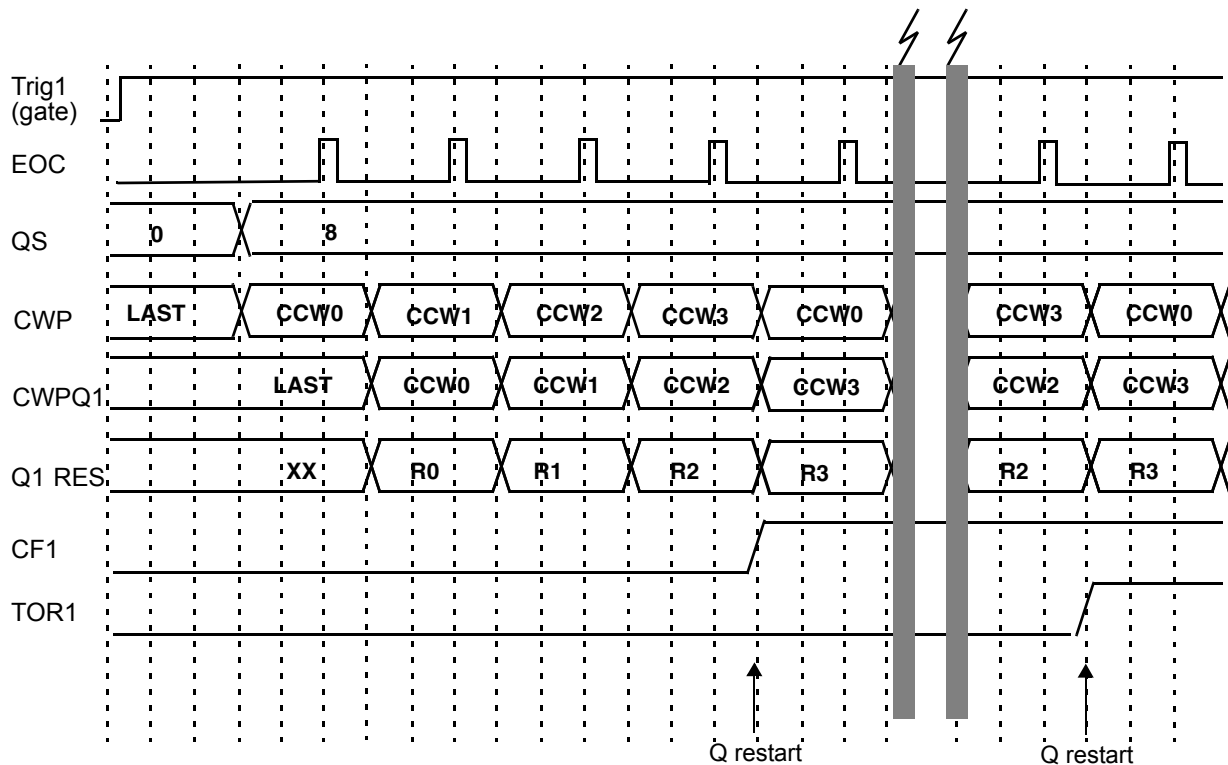 Trig1
(gate)
EOC
QS 0 8
CWP LAST CCW0 CCW1 CCW2 CCW3 CCW0 CCW3 CCW0
CWPQ1 LAST CCW0 CCW1 CCW2 CCW3 CCW2 CCW3
Q1 RES XX R0 R1 R2 R3 R2 R3
CF1
TOR1
Q restart Q restart